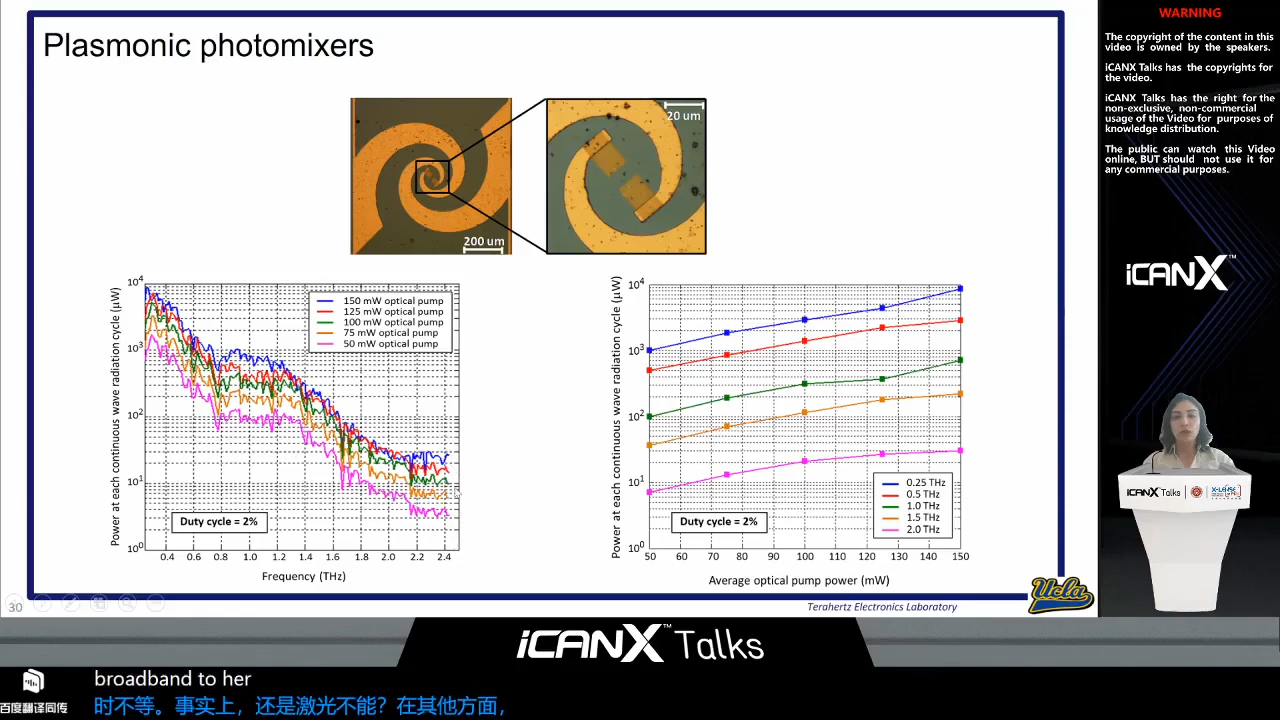 WARNING
The copyright of the content in this
video is owned by the speakers.
iCANX Talks has the copyrights for
the video.
iCANX Talks has the right for the
non-exclusive, non-commercial
usage of the Video for purposes of
knowledge distribution.
The public can watch this Video
online, BUT should not use it for
any commercial purposes.
Plasmonic photomixers
200 um
20 um
Power at each continuous wave radiation cycle (µW)
10⁴
10³
10²
10¹
10⁰
150 mW optical pump
125 mW optical pump
100 mW optical pump
75 mW optical pump
50 mW optical pump
Duty cycle = 2%
0.4 0.6 0.8 1.0 1.2 1.4 1.6 1.8 2.0 2.2 2.4
Frequency (THz)
Power at each continuous wave radiation cycle (µW)
10⁴
10³
10²
10¹
10⁰
0.25 THz
0.5 THz
1.0 THz
1.5 THz
2.0 THz
Duty cycle = 2%
50 60 70 80 90 100 110 120 130 140 150
Average optical pump power (mW)
30
Terahertz Electronics Laboratory
UCLA
iCANX™
iCANX Talks
iCANX™ Talks
百度翻译同传
broadband to her
时不等。事实上，还是激光不能？在其他方面，